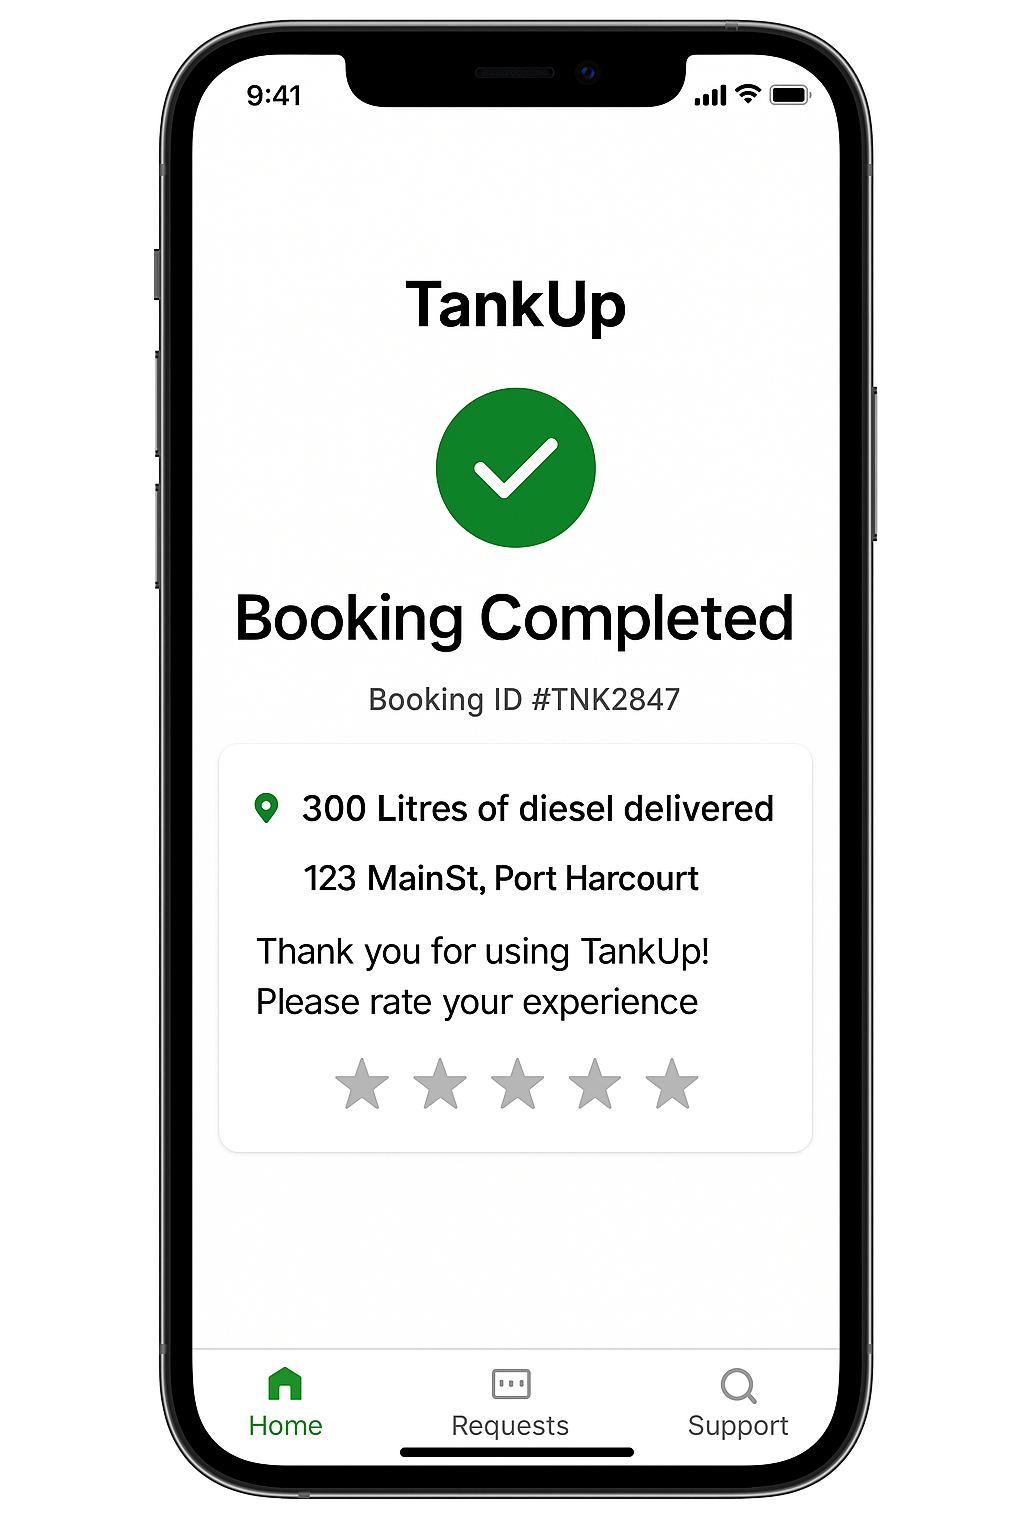 9:41
TankUp
Booking Completed
Booking ID #TNK2847
300 Litres of diesel delivered
123 MainSt, Port Harcourt
Thank you for using TankUp!
Please rate your experience
Home Requests Support